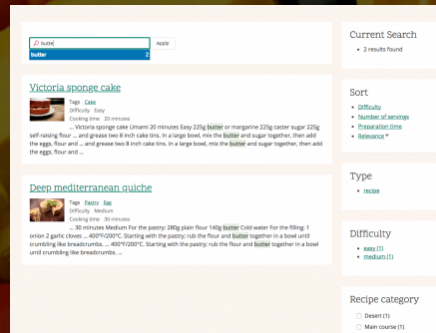 butte
Apple
butter 2
Victoria sponge cake
Tags Cake
Difficulty Easy
Cooking time 20 minutes
... Victoria sponge cake Umami 20 minutes Easy 225g butter or margarine 225g caster sugar 225g
self-raising flour ... and grease two 8 inch cake tins. In a large bowl, mix the butter and sugar together, then add
the eggs, flour and ... and grease two 8 inch cake tins. In a large bowl, mix the butter and sugar together, then add
the eggs, flour and ...
Deep mediterranean quiche
Tags Pastry Egg
Difficulty Medium
Cooking time 30 minutes
... 30 minutes Medium For the pastry: 280g plain flour 140g butter Cold water For the filling: 1
onion 2 garlic cloves ... 400°F/200°C. Starting with the pastry; rub the flour and butter together in a bowl until
crumbling like breadcrumbs. ... 400°F/200°C. Starting with the pastry; rub the flour and butter together in a bowl
until crumbling like breadcrumbs. ...
Current Search
2 results found
Sort
Difficulty
Number of servings
Preparation time
Relevance
Type
recipe
Difficulty
easy (1)
medium (1)
Recipe category
Desert (1)
Main course (1)